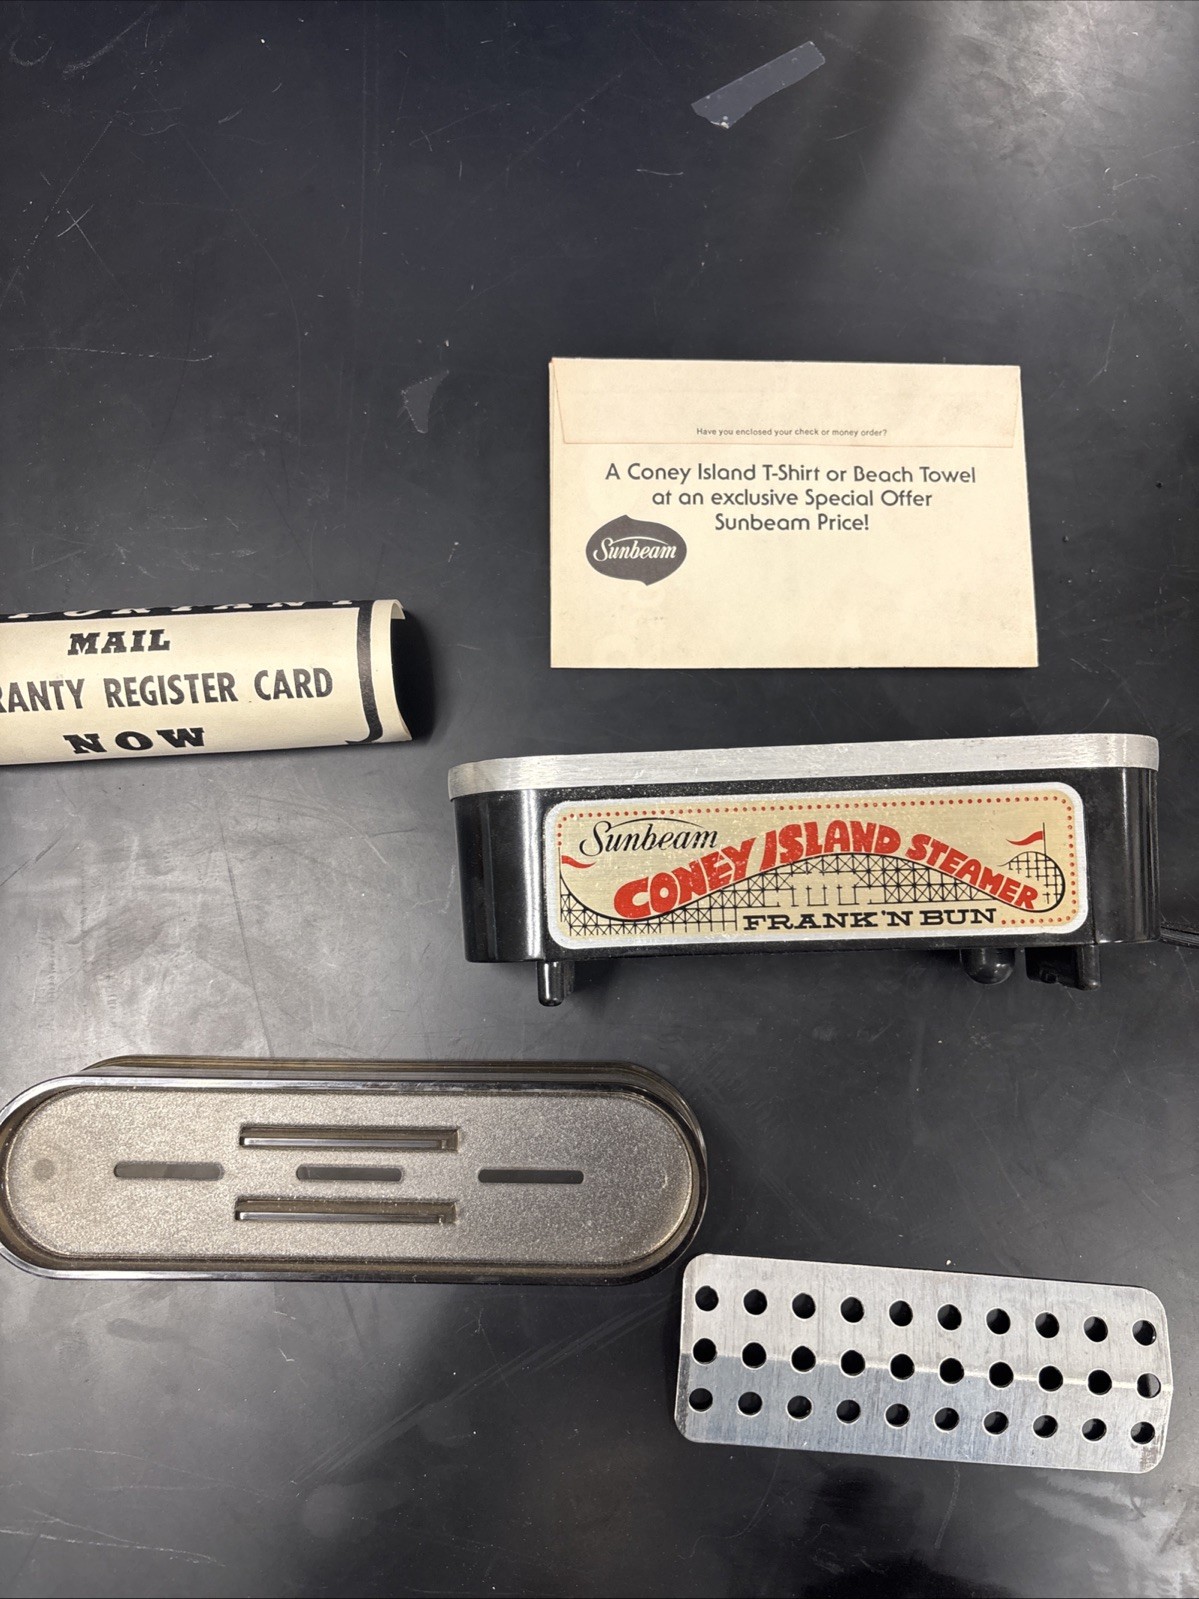 Have you enclosed your check or money order?
A Coney Island T-Shirt or Beach Towel
at an exclusive Special Offer
Sunbeam Price!
Sunbeam
MAIL
RANTY REGISTER CARD
NOW
Sunbeam
CONEY ISLAND STEAMER
FRANK'N BUN